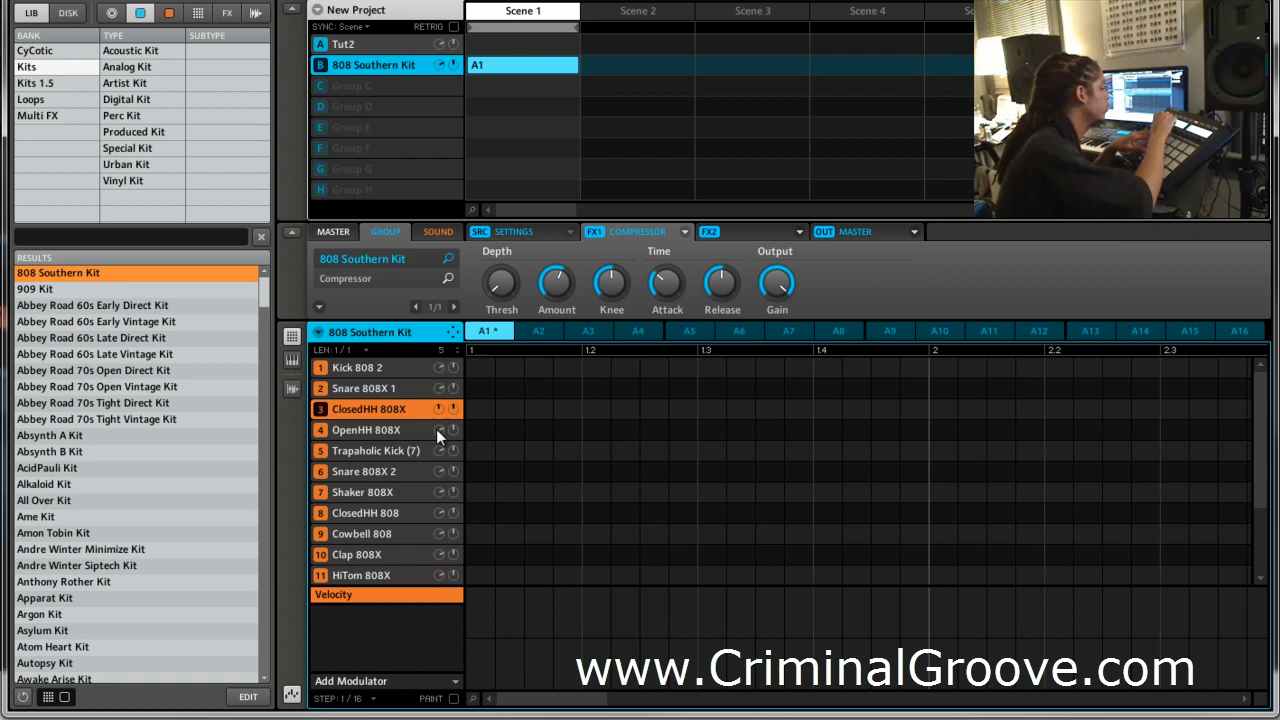 LIB DISK FX
BANK TYPE SUBTYPE
CyCotic Acoustic Kit
Kits Analog Kit
Kits 1.5 Artist Kit
Loops Digital Kit
Multi FX Perc Kit
Produced Kit
Special Kit
Urban Kit
Vinyl Kit
RESULTS
808 Southern Kit
909 Kit
Abbey Road 60s Early Direct Kit
Abbey Road 60s Early Vintage Kit
Abbey Road 60s Late Direct Kit
Abbey Road 60s Late Vintage Kit
Abbey Road 70s Open Direct Kit
Abbey Road 70s Open Vintage Kit
Abbey Road 70s Tight Direct Kit
Abbey Road 70s Tight Vintage Kit
Absynth A Kit
Absynth B Kit
AcidPauli Kit
Alkaloid Kit
All Over Kit
Ame Kit
Amon Tobin Kit
Andre Winter Minimize Kit
Andre Winter Siptech Kit
Anthony Rother Kit
Apparat Kit
Argon Kit
Asylum Kit
Atom Heart Kit
Autopsy Kit
Awake Arise Kit
EDIT
New Project Scene 1 Scene 2 Scene 3 Scene 4
SYNC: Scene RETRIG
A Tut2
B 808 Southern Kit A1
C Group C
D Group D
E Group E
F Group F
G Group G
H Group H
MASTER GROUP SOUND SRC SETTINGS FX1 COMPRESSOR FX2 OUT MASTER
Depth Time Output
808 Southern Kit
Compressor
1/1 Thresh Amount Knee Attack Release Gain
808 Southern Kit A1 * A2 A3 A4 A5 A6 A7 A8 A9 A10 A11 A12 A13 A14 A15 A16
LEN: 1 / 1 5 1 1.2 1.3 1.4 2 2.2 2.3
1 Kick 808 2
2 Snare 808X 1
3 ClosedHH 808X
4 OpenHH 808X
5 Trapaholic Kick (7)
6 Snare 808X 2
7 Shaker 808X
8 ClosedHH 808
9 Cowbell 808
10 Clap 808X
11 HiTom 808X
Velocity
Add Modulator
STEP: 1 / 16 PAINT
www.CriminalGroove.com